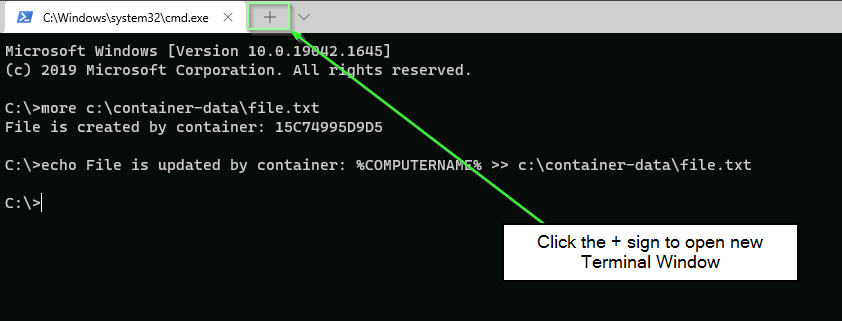 C:\Windows\system32\cmd.exe
Microsoft Windows [Version 10.0.19042.1645]
(c) 2019 Microsoft Corporation. All rights reserved.
C:\>more c:\container-data\file.txt
File is created by container: 15C74995D9D5
C:\>echo File is updated by container: %COMPUTERNAME% >> c:\container-data\file.txt
C:\>
Click the + sign to open new
Terminal Window